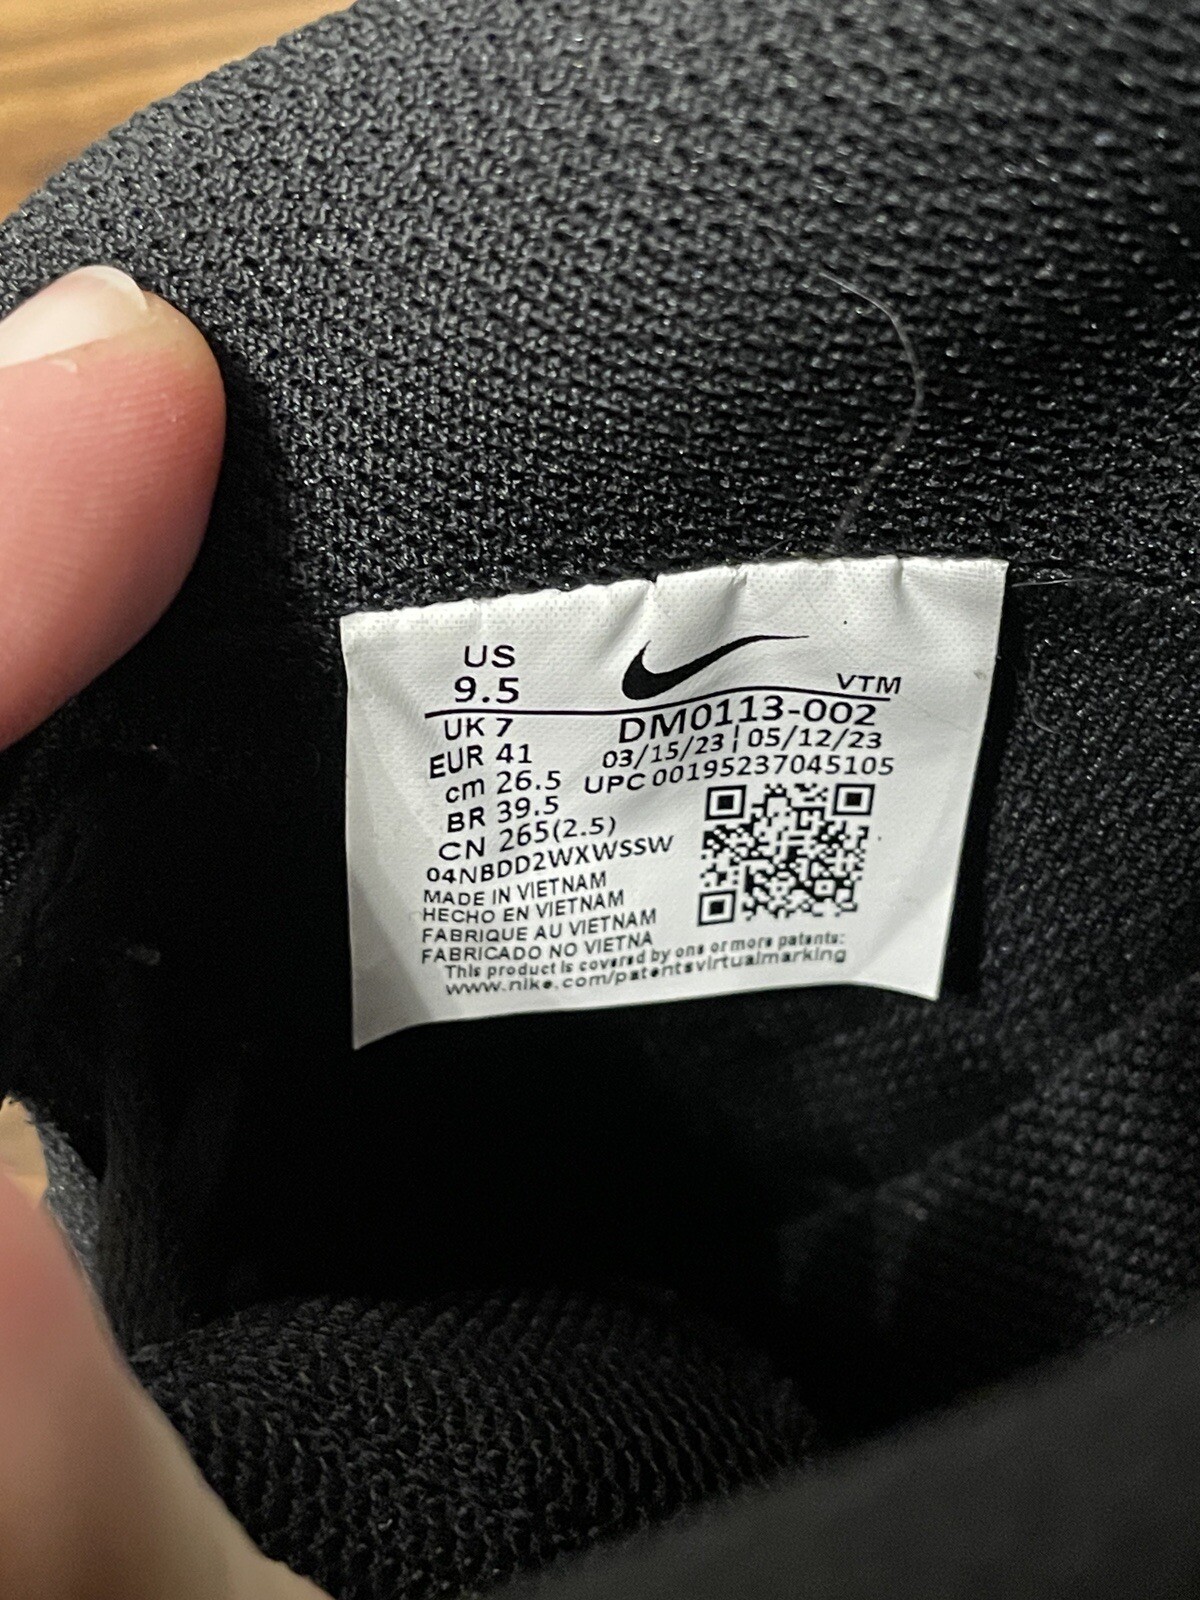 US
9.5
VTM
UK 7
DM0113-002
EUR 41
03/15/23 | 05/12/23
cm 26.5
UPC 00195237045105
BR 39.5
CN 265(2.5)
04NBDD2WXWSSW
MADE IN VIETNAM
HECHO EN VIETNAM
FABRIQUE AU VIETNAM
FABRICADO NO VIETNA
This product is covered by one or more patents:
www.nike.com/patentsvirtualmarking